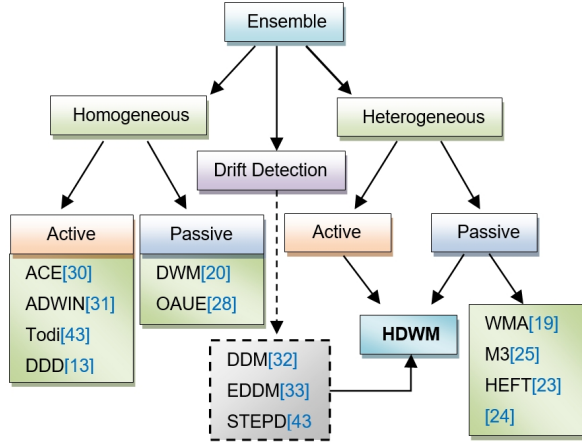 Ensemble
Homogeneous
Heterogeneous
Drift Detection
Active
Passive
Active
Passive
ACE[30]
ADWIN[31]
Todi[43]
DDD[13]
DWM[20]
OAUE[28]
HDWM
WMA[19]
M3[25]
HEFT[23]
[24]
DDM[32]
EDDM[33]
STEPD[43